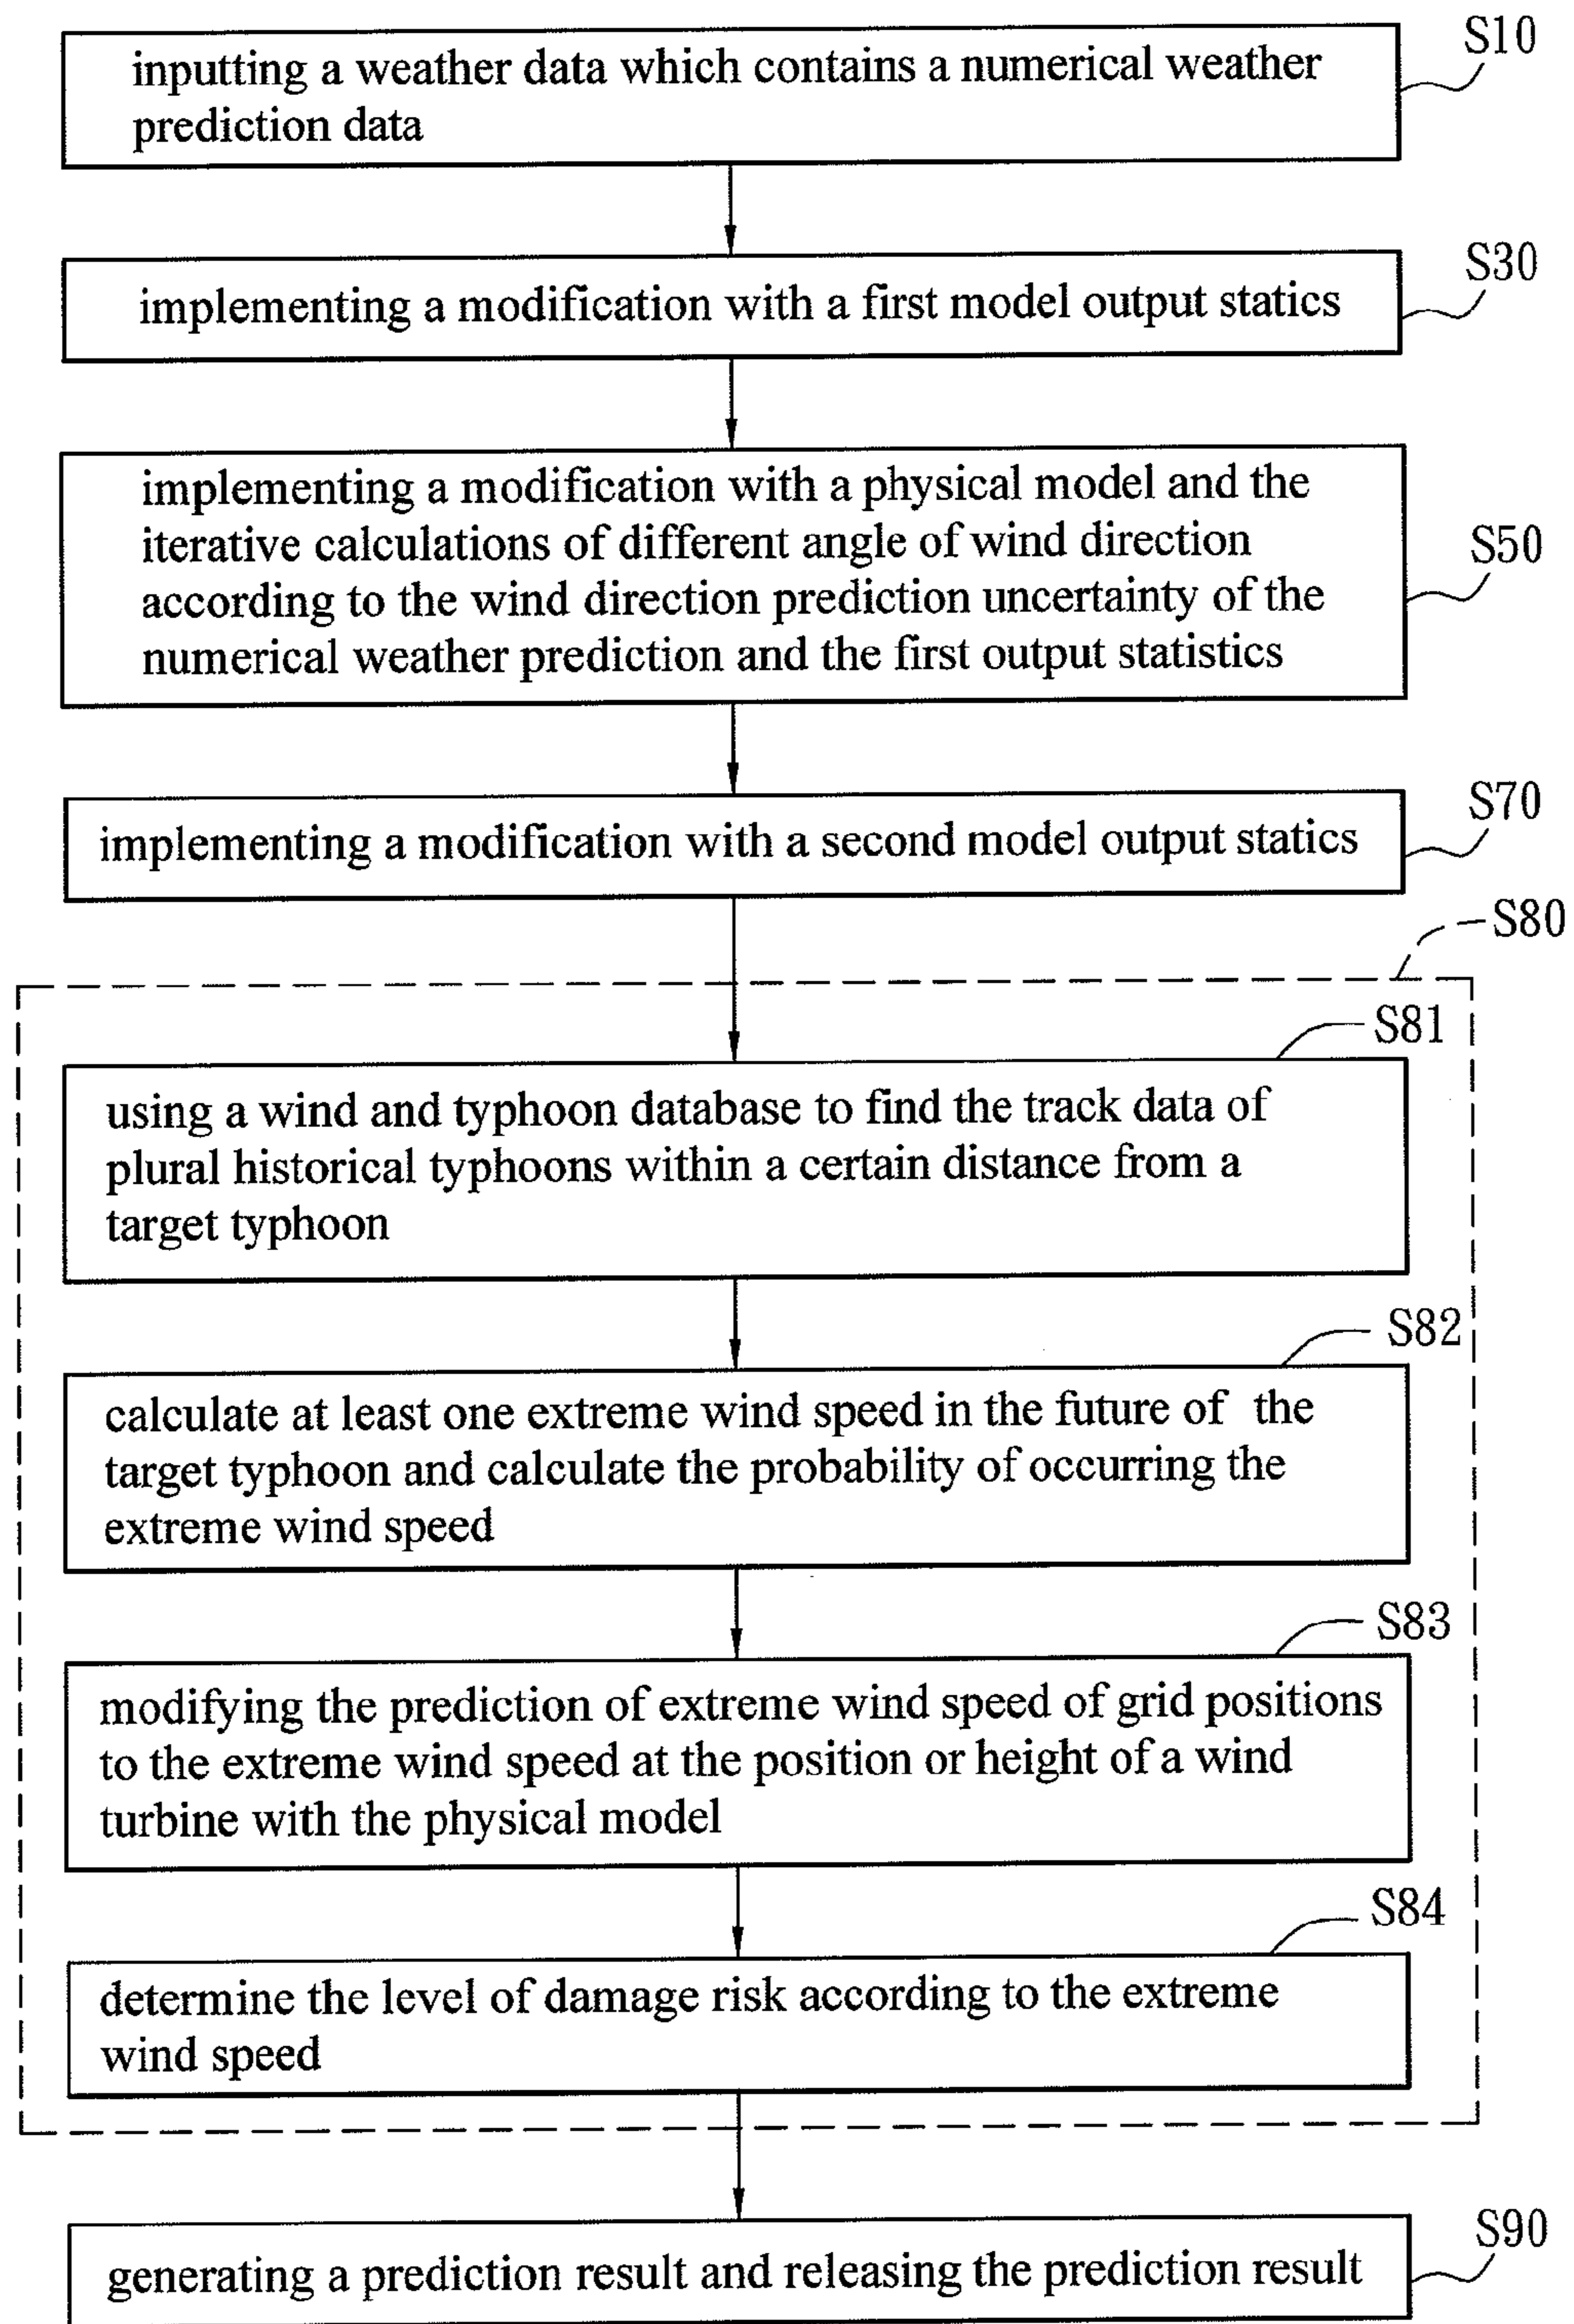 S10
inputting a weather data which contains a numerical weather
prediction data
S30
implementing a modification with a first model output statics
implementing a modification with a physical model and the
iterative calculations of different angle of wind direction
S50
according to the wind direction prediction uncertainty of the
numerical weather prediction and the first output statistics
S70
implementing a modification with a second model output statics
S80
S81
using a wind and typhoon database to find the track data of
plural historical typhoons within a certain distance from a
target typhoon
S82
calculate at least one extreme wind speed in the future of the
target typhoon and calculate the probability of occurring the
extreme wind speed
S83
modifying the prediction of extreme wind speed of grid positions
to the extreme wind speed at the position or height of a wind
turbine with the physical model
S84
determine the level of damage risk according to the extreme
wind speed
S90
generating a prediction result and releasing the prediction result